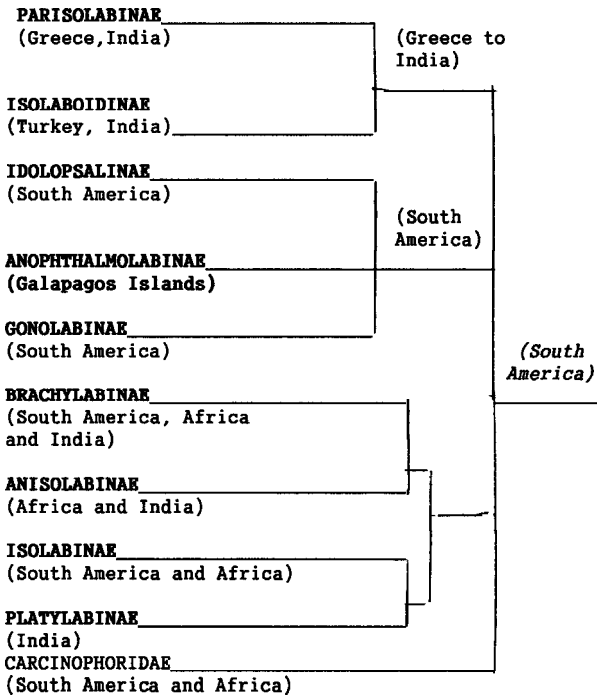 PARISOLABINAE
(Greece,India)
(Greece to
India)
ISOLABOIDINAE
(Turkey, India)
IDOLOPSALINAE
(South America)
(South
America)
ANOPHTHALMOLABINAE
(Galapagos Islands)
GONOLABINAE
(South America)
(South
America)
BRACHYLABINAE
(South America, Africa
and India)
ANISOLABINAE
(Africa and India)
ISOLABINAE
(South America and Africa)
PLATYLABINAE
(India)
CARCINOPHORIDAE
(South America and Africa)